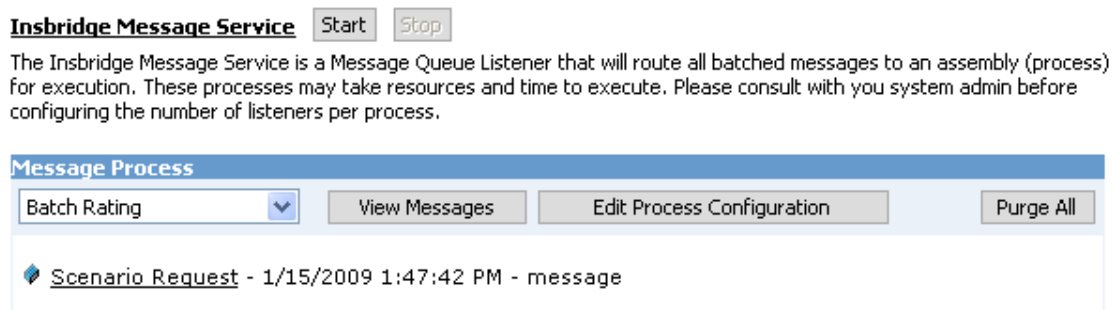 Insbridge Message Service Start Stop
The Insbridge Message Service is a Message Queue Listener that will route all batched messages to an assembly (process)
for execution. These processes may take resources and time to execute. Please consult with you system admin before
configuring the number of listeners per process.
Message Process
Batch Rating View Messages Edit Process Configuration Purge All
Scenario Request - 1/15/2009 1:47:42 PM - message